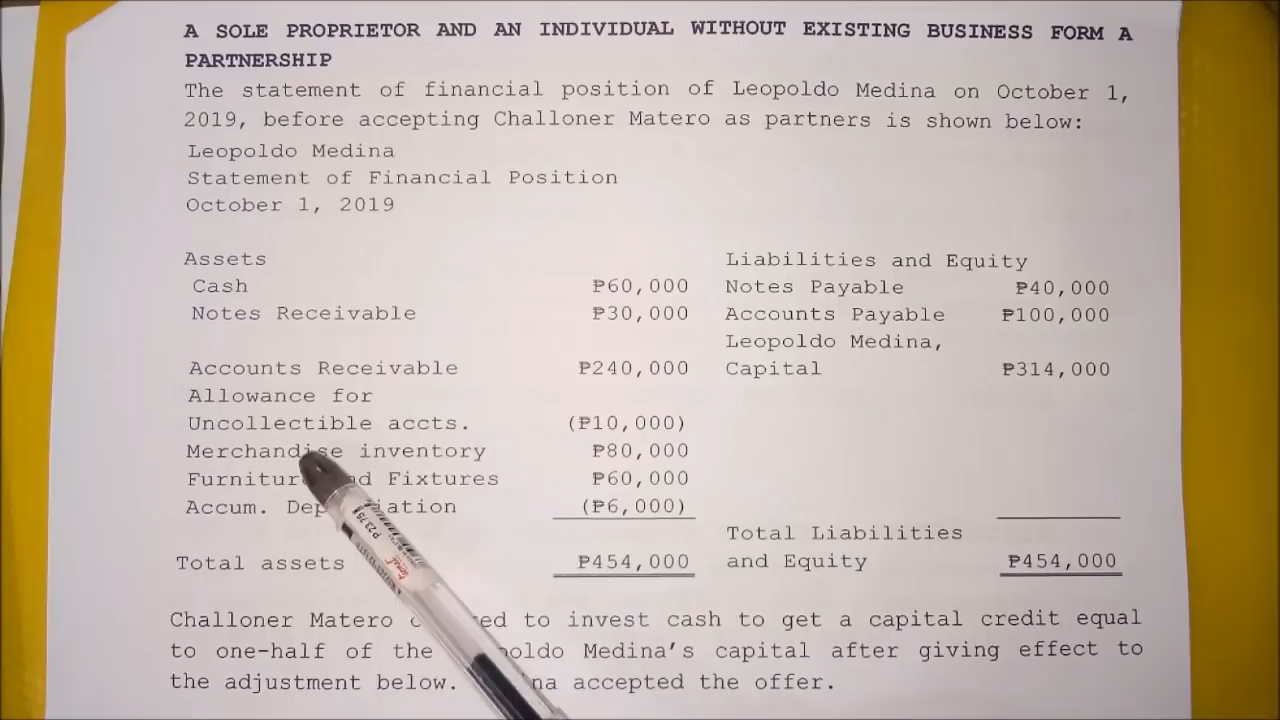 A SOLE PROPRIETOR AND AN INDIVIDUAL WITHOUT EXISTING BUSINESS FORM A
PARTNERSHIP
The statement of financial position of Leopoldo Medina on October 1,
2019, before accepting Challoner Matero as partners is shown below:
Leopoldo Medina
Statement of Financial Position
October 1, 2019
Assets Liabilities and Equity
Cash ₱60,000 Notes Payable ₱40,000
Notes Receivable ₱30,000 Accounts Payable ₱100,000
Leopoldo Medina,
Accounts Receivable ₱240,000 Capital ₱314,000
Allowance for
Uncollectible accts. (₱10,000)
Merchandise inventory ₱80,000
Fixtures ₱60,000
Accum. (₱6,000)
Total Liabilities
Total assets ₱454,000 and Equity ₱454,000
Challoner Matero to invest cash to get a capital credit equal
to one-half of the Medina's capital after giving effect to
the adjustment below. accepted the offer.
P23.75